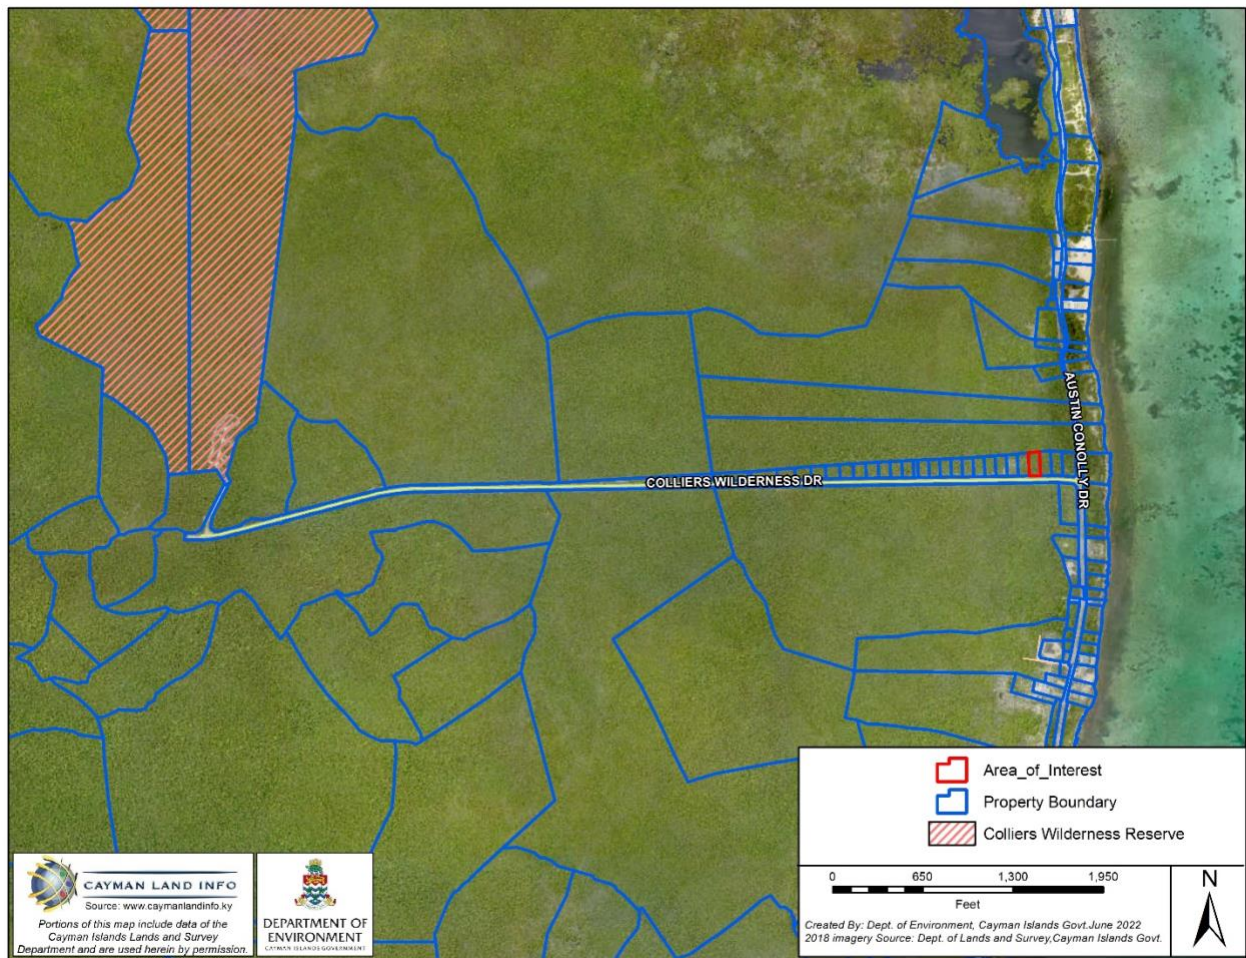 AUSTIN CONOLLY DR
COLLIERS WILDERNESS DR
Area_of_Interest
Property Boundary
Colliers Wilderness Reserve
0 650 1,300 1,950
Feet
Created By: Dept. of Environment, Cayman Islands Govt.June 2022
2018 imagery Source: Dept. of Lands and Survey,Cayman Islands Govt.
N
CAYMAN LAND INFO
Source: www.caymanlandinfo.ky
Portions of this map include data of the
Cayman Islands Lands and Survey
Department and are used herein by permission.
DEPARTMENT OF
ENVIRONMENT
CAYMAN ISLANDS GOVERNMENT